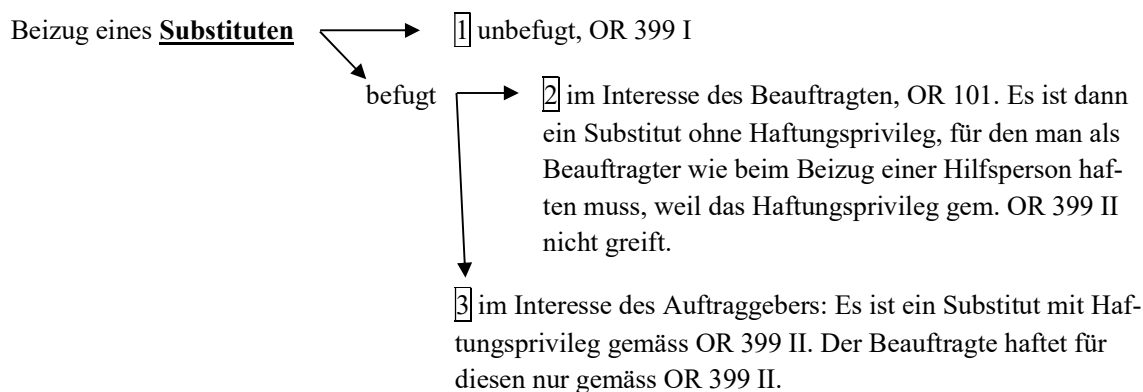 Beizug eines Substituten 1 unbefugt, OR 399 I
befugt 2 im Interesse des Beauftragten, OR 101. Es ist dann
ein Substitut ohne Haftungsprivileg, für den man als
Beauftragter wie beim Beizug einer Hilfsperson haf-
ten muss, weil das Haftungsprivileg gem. OR 399 II
nicht greift.
3 im Interesse des Auftraggebers: Es ist ein Substitut mit Haf-
tungsprivileg gemäss OR 399 II. Der Beauftragte haftet für
diesen nur gemäss OR 399 II.